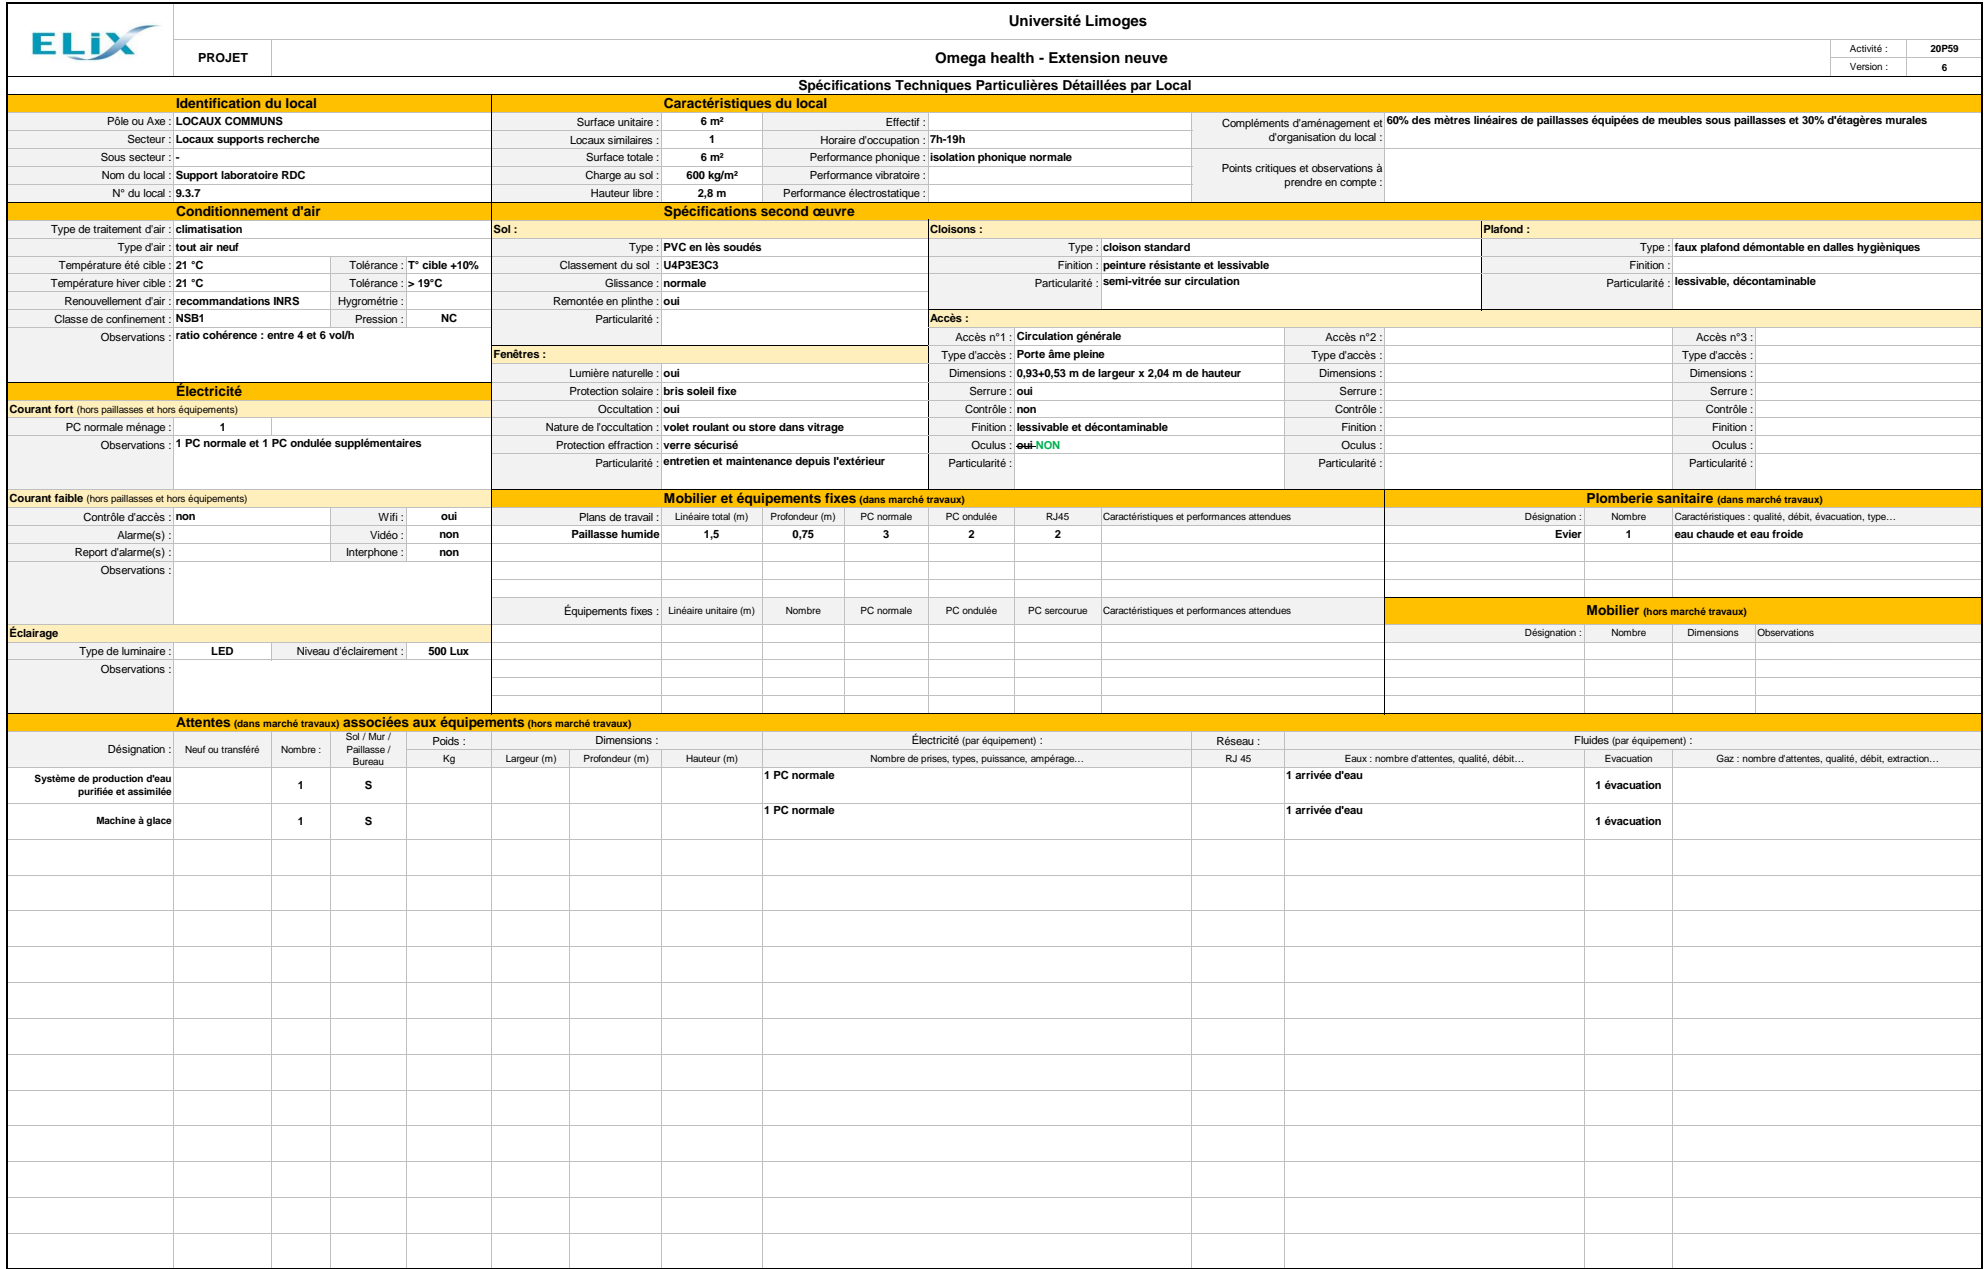 ELiX
Université Limoges
PROJET
Omega health - Extension neuve
Activité : 20P59
Version : 6
Spécifications Techniques Particulières Détaillées par Local
Identification du local
Pôle ou Axe : LOCAUX COMMUNS
Secteur : Locaux supports recherche
Sous secteur : -
Nom du local : Support laboratoire RDC
N° du local : 9.3.7
Caractéristiques du local
Surface unitaire : 6 m² Effectif :
Locaux similaires : 1 Horaire d'occupation : 7h-19h
Surface totale : 6 m² Performance phonique : isolation phonique normale
Charge au sol : 600 kg/m² Performance vibratoire :
Hauteur libre : 2,8 m Performance électrostatique :
Compléments d'aménagement et d'organisation du local : 60% des mètres linéaires de paillasses équipées de meubles sous paillasses et 30% d'étagères murales
Points critiques et observations à prendre en compte :
Conditionnement d'air
Type de traitement d'air : climatisation
Type d'air : tout air neuf
Température été cible : 21 °C Tolérance : T° cible +10%
Température hiver cible : 21 °C Tolérance : > 19°C
Renouvellement d'air : recommandations INRS Hygrométrie :
Classe de confinement : NSB1 Pression : NC
Observations : ratio cohérence : entre 4 et 6 vol/h
Électricité
Courant fort (hors paillasses et hors équipements)
PC normale ménage : 1
Observations : 1 PC normale et 1 PC ondulée supplémentaires
Courant faible (hors paillasses et hors équipements)
Contrôle d'accès : non Wifi : oui
Alarme(s) : Vidéo : non
Report d'alarme(s) : Interphone : non
Observations :
Éclairage
Type de luminaire : LED Niveau d'éclairement : 500 Lux
Observations :
Spécifications second œuvre
Sol :
Type : PVC en lès soudés
Classement du sol : U4P3E3C3
Glissance : normale
Remontée en plinthe : oui
Particularité :
Fenêtres :
Lumière naturelle : oui
Protection solaire : bris soleil fixe
Occultation : oui
Nature de l'occultation : volet roulant ou store dans vitrage
Protection effraction : verre sécurisé
Particularité : entretien et maintenance depuis l'extérieur
Cloisons :
Type : cloison standard
Finition : peinture résistante et lessivable
Particularité : semi-vitrée sur circulation
Plafond :
Type : faux plafond démontable en dalles hygièniques
Finition :
Particularité : lessivable, décontaminable
Accès :
Accès n°1 : Circulation générale Accès n°2 : Accès n°3 :
Type d'accès : Porte âme pleine Type d'accès : Type d'accès :
Dimensions : 0,93+0,53 m de largeur x 2,04 m de hauteur Dimensions : Dimensions :
Serrure : oui Serrure : Serrure :
Contrôle : non Contrôle : Contrôle :
Finition : lessivable et décontaminable Finition : Finition :
Oculus : oui NON Oculus : Oculus :
Particularité : Particularité : Particularité :
Mobilier et équipements fixes (dans marché travaux)
Plans de travail : Linéaire total (m) Profondeur (m) PC normale PC ondulée RJ45 Caractéristiques et performances attendues
Paillasse humide 1,5 0,75 3 2 2
Équipements fixes : Linéaire unitaire (m) Nombre PC normale PC ondulée PC sercourue Caractéristiques et performances attendues
Plomberie sanitaire (dans marché travaux)
Désignation : Nombre Caractéristiques : qualité, débit, évacuation, type…
Evier 1 eau chaude et eau froide
Mobilier (hors marché travaux)
Désignation : Nombre Dimensions Observations
Attentes (dans marché travaux) associées aux équipements (hors marché travaux)
Désignation : Neuf ou transféré Nombre : Sol / Mur / Paillasse / Bureau Poids : Dimensions : Électricité (par équipement) : Réseau : Fluides (par équipement) :
Kg Largeur (m) Profondeur (m) Hauteur (m) Nombre de prises, types, puissance, ampérage… RJ 45 Eaux : nombre d'attentes, qualité, débit… Evacuation Gaz : nombre d'attentes, débit, qualité, extraction…
Système de production d'eau purifiée et assimilée 1 S 1 PC normale 1 arrivée d'eau 1 évacuation
Machine à glace 1 S 1 PC normale 1 arrivée d'eau 1 évacuation